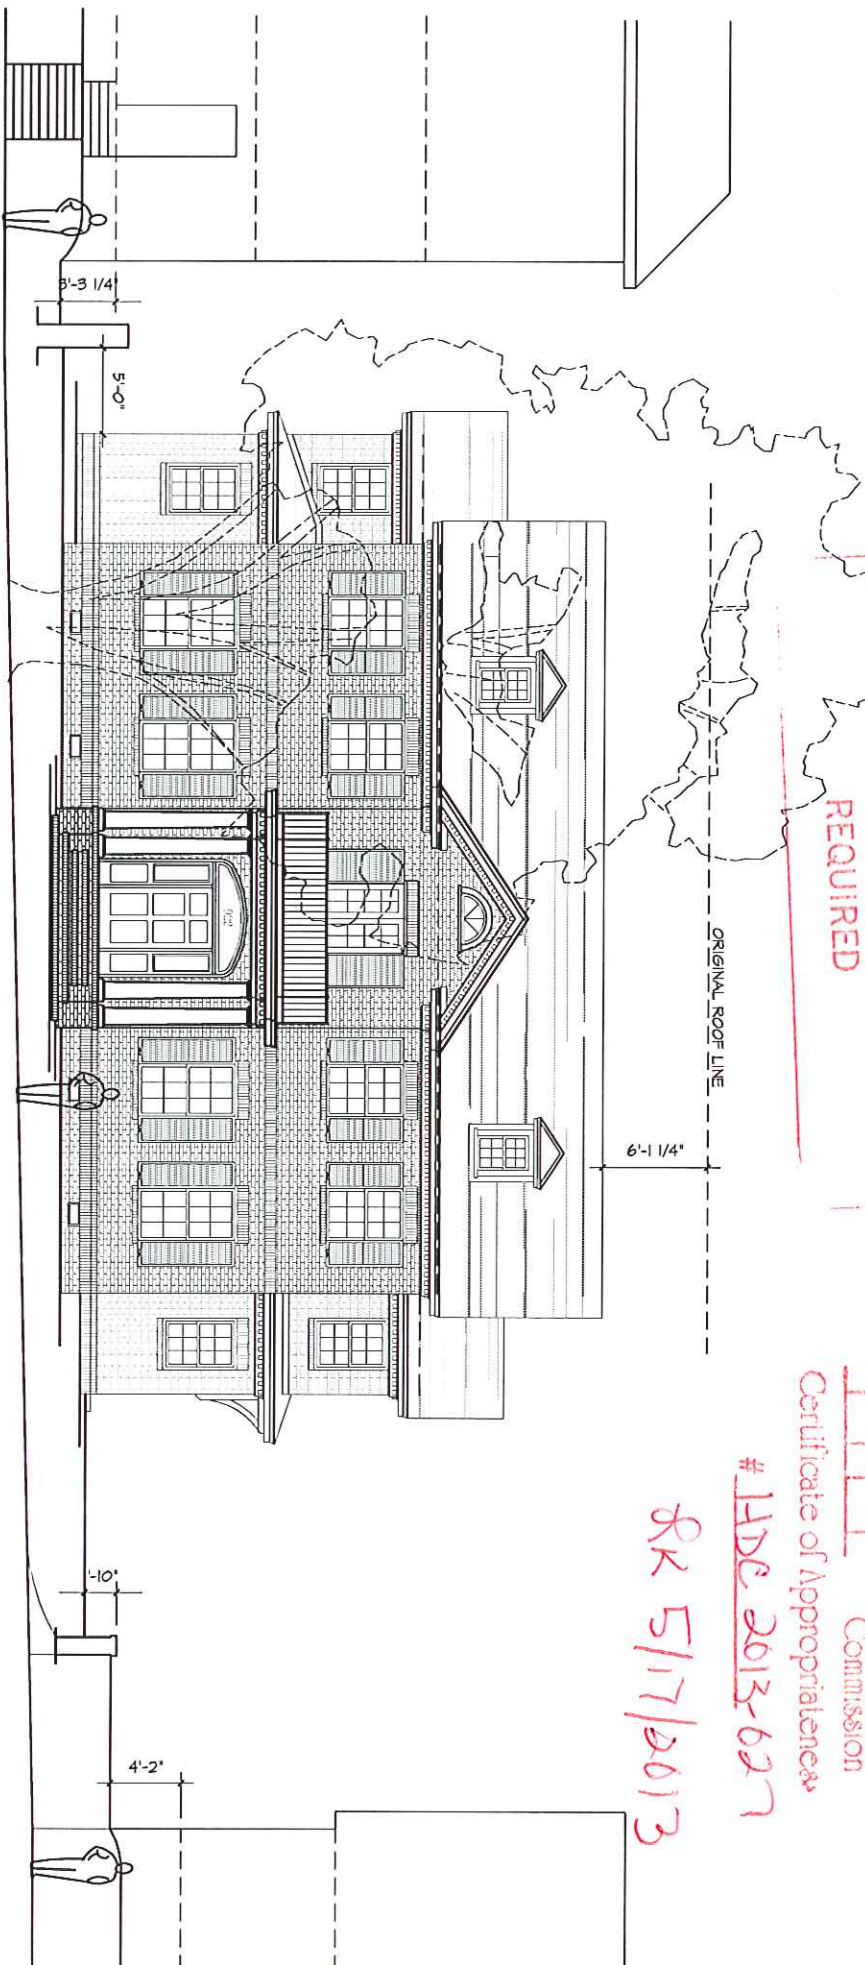 REQUIRED
Commission
Certificate of Appropriateness
# HDC 2013-627
RK 5/17/2013
ORIGINAL ROOF LINE
6'-1 1/4"
3'-3 1/4"
5'-0"
'-10"
4'-2"